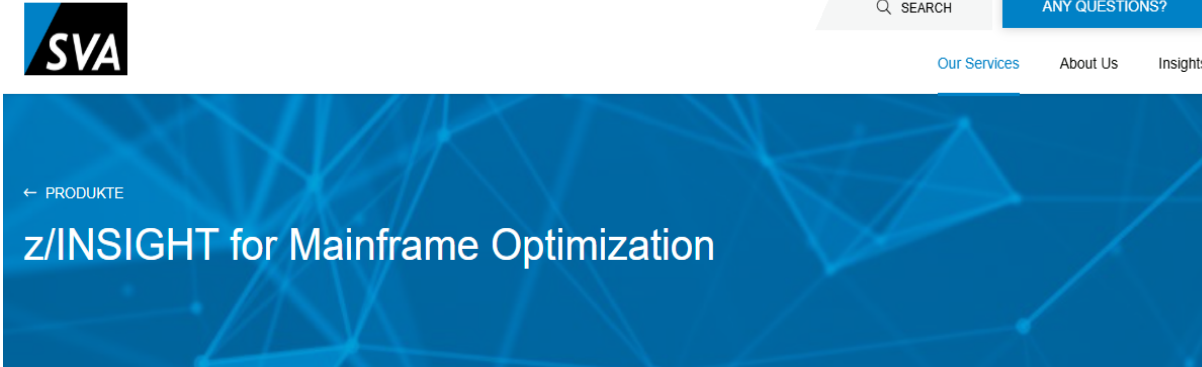 SVA
SEARCH
ANY QUESTIONS?
Our Services About Us Insights
← PRODUKTE
z/INSIGHT for Mainframe Optimization